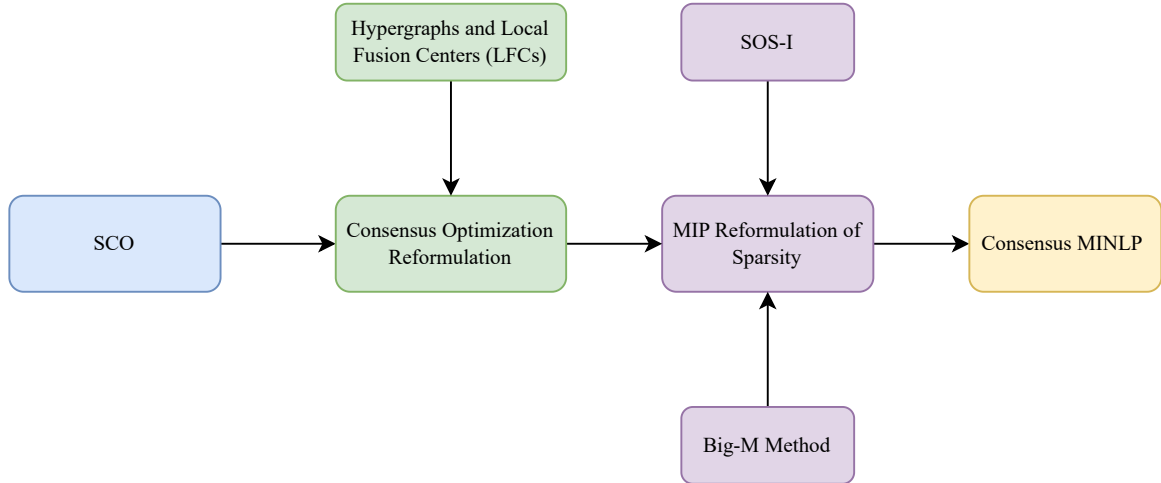 Hypergraphs and Local
Fusion Centers (LFCs)
SOS-I
SCO
Consensus Optimization
Reformulation
MIP Reformulation of
Sparsity
Consensus MINLP
Big-M Method